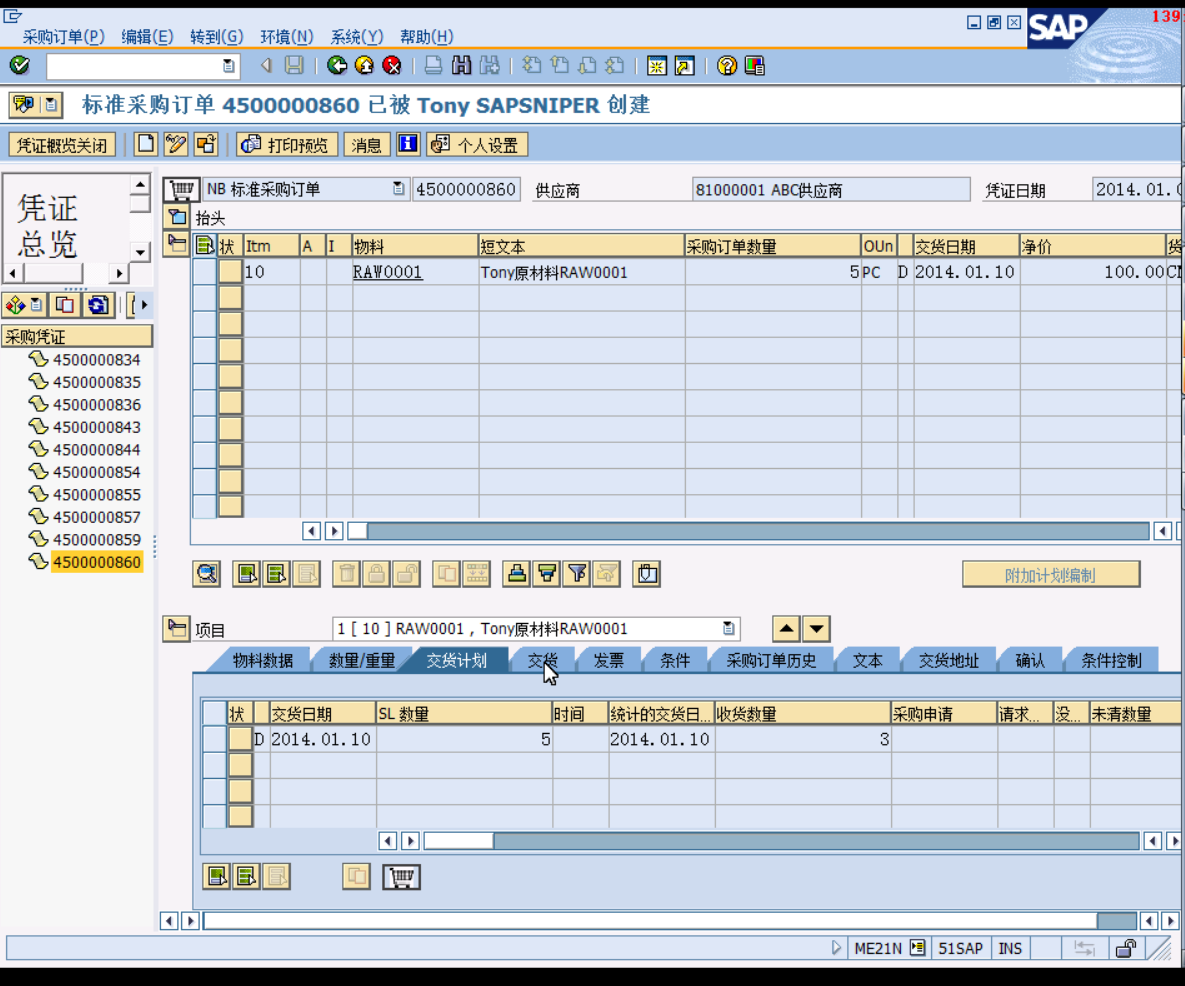 139
采购订单(P) 编辑(E) 转到(G) 环境(N) 系统(Y) 帮助(H)
SAP
标准采购订单 4500000860 已被 Tony SAPSNIPER 创建
凭证概览关闭 打印预览 消息 个人设置
凭证
总览
NB 标准采购订单 4500000860 供应商 81000001 ABC供应商 凭证日期 2014.01.
抬头
状 Itm A I 物料 短文本 采购订单数量 OUn 交货日期 净价 货
10 RAW0001 Tony原材料RAW0001 5 PC D 2014.01.10 100.00
采购凭证
4500000834
4500000835
4500000836
4500000843
4500000844
4500000854
4500000855
4500000857
4500000859
4500000860
附加计划编制
项目 1 [ 10 ] RAW0001 , Tony原材料RAW0001
物料数据 数量/重量 交货计划 交货 发票 条件 采购订单历史 文本 交货地址 确认 条件控制
状 交货日期 SL 数量 时间 统计的交货日... 收货数量 采购申请 请求... 没... 未清数量
D 2014.01.10 5 2014.01.10 3
ME21N 51SAP INS